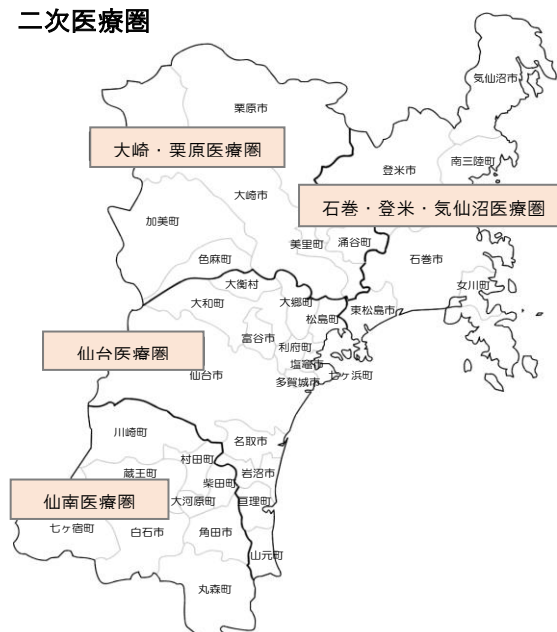 二次医療圏
気仙沼市
栗原市
大崎・栗原医療圏
登米市
南三陸町
大崎市
石巻・登米・気仙沼医療圏
加美町
美里町
涌谷町
石巻市
色麻町
女川町
大衡村
大和町
大郷町
松島町
東松島市
富谷市
利府町
仙台医療圏
塩竈市
七ヶ浜町
仙台市
多賀城市
川崎町
名取市
村田町
蔵王町
岩沼市
柴田町
仙南医療圏
大河原町
亘理町
七ヶ宿町
白石市
角田市
山元町
丸森町